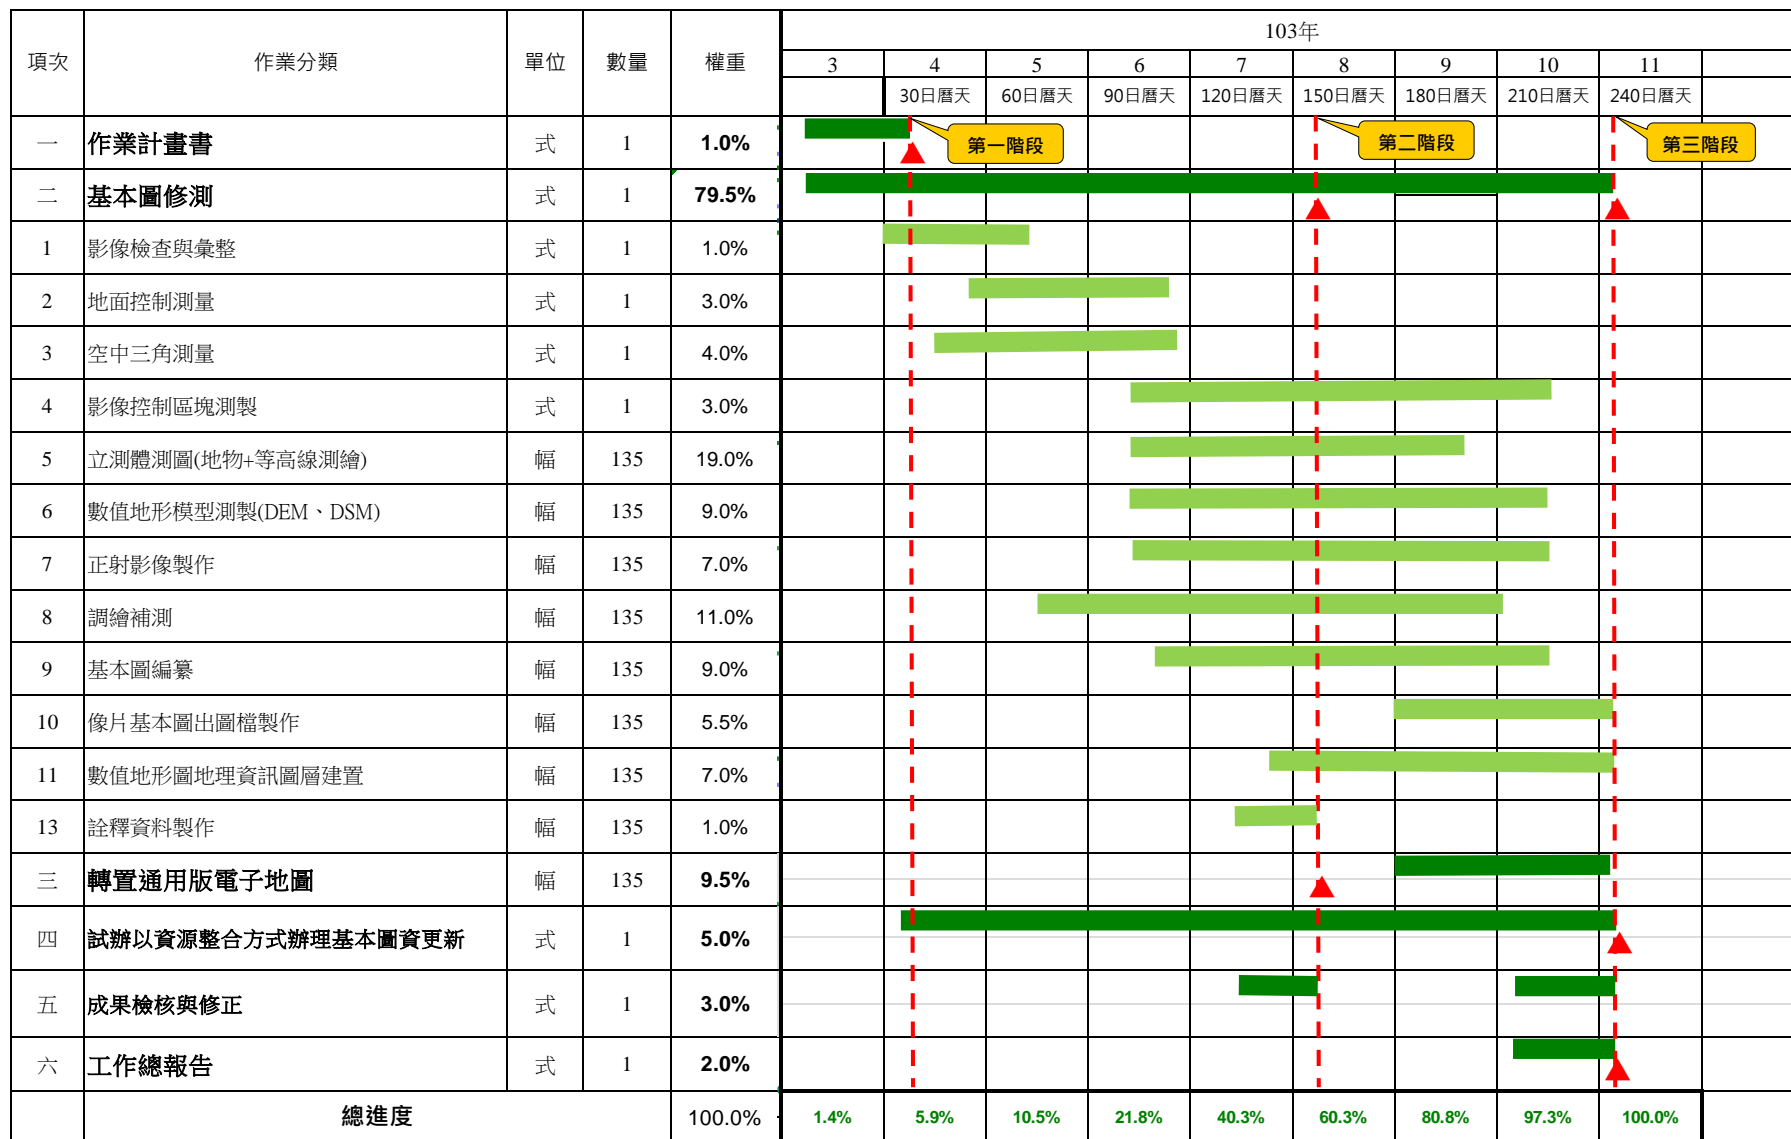 項次 作業分類 單位 數量 權重 103年
3 4 5 6 7 8 9 10 11
30日曆天 60日曆天 90日曆天 120日曆天 150日曆天 180日曆天 210日曆天 240日曆天
一 作業計畫書 式 1 1.0% 第一階段 第二階段 第三階段
二 基本圖修測 式 1 79.5%
1 影像檢查與彙整 式 1 1.0%
2 地面控制測量 式 1 3.0%
3 空中三角測量 式 1 4.0%
4 影像控制區塊測製 式 1 3.0%
5 立測體測圖(地物+等高線測繪) 幅 135 19.0%
6 數值地形模型測製(DEM、DSM) 幅 135 9.0%
7 正射影像製作 幅 135 7.0%
8 調繪補測 幅 135 11.0%
9 基本圖編纂 幅 135 9.0%
10 像片基本圖出圖檔製作 幅 135 5.5%
11 數值地形圖地理資訊圖層建置 幅 135 7.0%
13 詮釋資料製作 幅 135 1.0%
三 轉置通用版電子地圖 幅 135 9.5%
四 試辦以資源整合方式辦理基本圖資更新 式 1 5.0%
五 成果檢核與修正 式 1 3.0%
六 工作總報告 式 1 2.0%
總進度 100.0% 1.4% 5.9% 10.5% 21.8% 40.3% 60.3% 80.8% 97.3% 100.0%